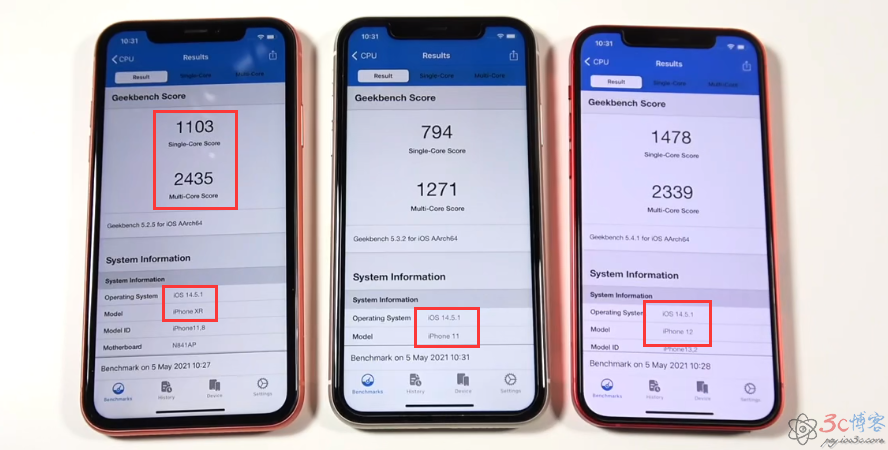 10:31
CPU
Results
Result
Single-Core
Multi-Core
Geekbench Score
1103
Single-Core Score
2435
Multi-Core Score
Geekbench 5.2.5 for iOS AArch64
System Information
System Information
Operating System iOS 14.5.1
Model iPhone XR
Model ID iPhone11,8
Motherboard N841AP
Benchmark on 5 May 2021 10:27
Benchmarks
History
Device
Settings
10:31
CPU
Results
Result
Single-Core
Multi-Core
Geekbench Score
794
Single-Core Score
1271
Multi-Core Score
Geekbench 5.3.2 for iOS AArch64
System Information
System Information
Operating System iOS 14.5.1
Model iPhone 11
Benchmark on 5 May 2021 10:31
Benchmarks
History
Device
Settings
10:31
CPU
Results
Result
Single-Core
Multi-Core
Geekbench Score
1478
Single-Core Score
2339
Multi-Core Score
Geekbench 5.4.1 for iOS AArch64
System Information
System Information
Operating System iOS 14.5.1
Model iPhone 12
Model ID iPhone13,2
Benchmark on 5 May 2021 10:28
Benchmarks
History
Device
Settings
3c博客